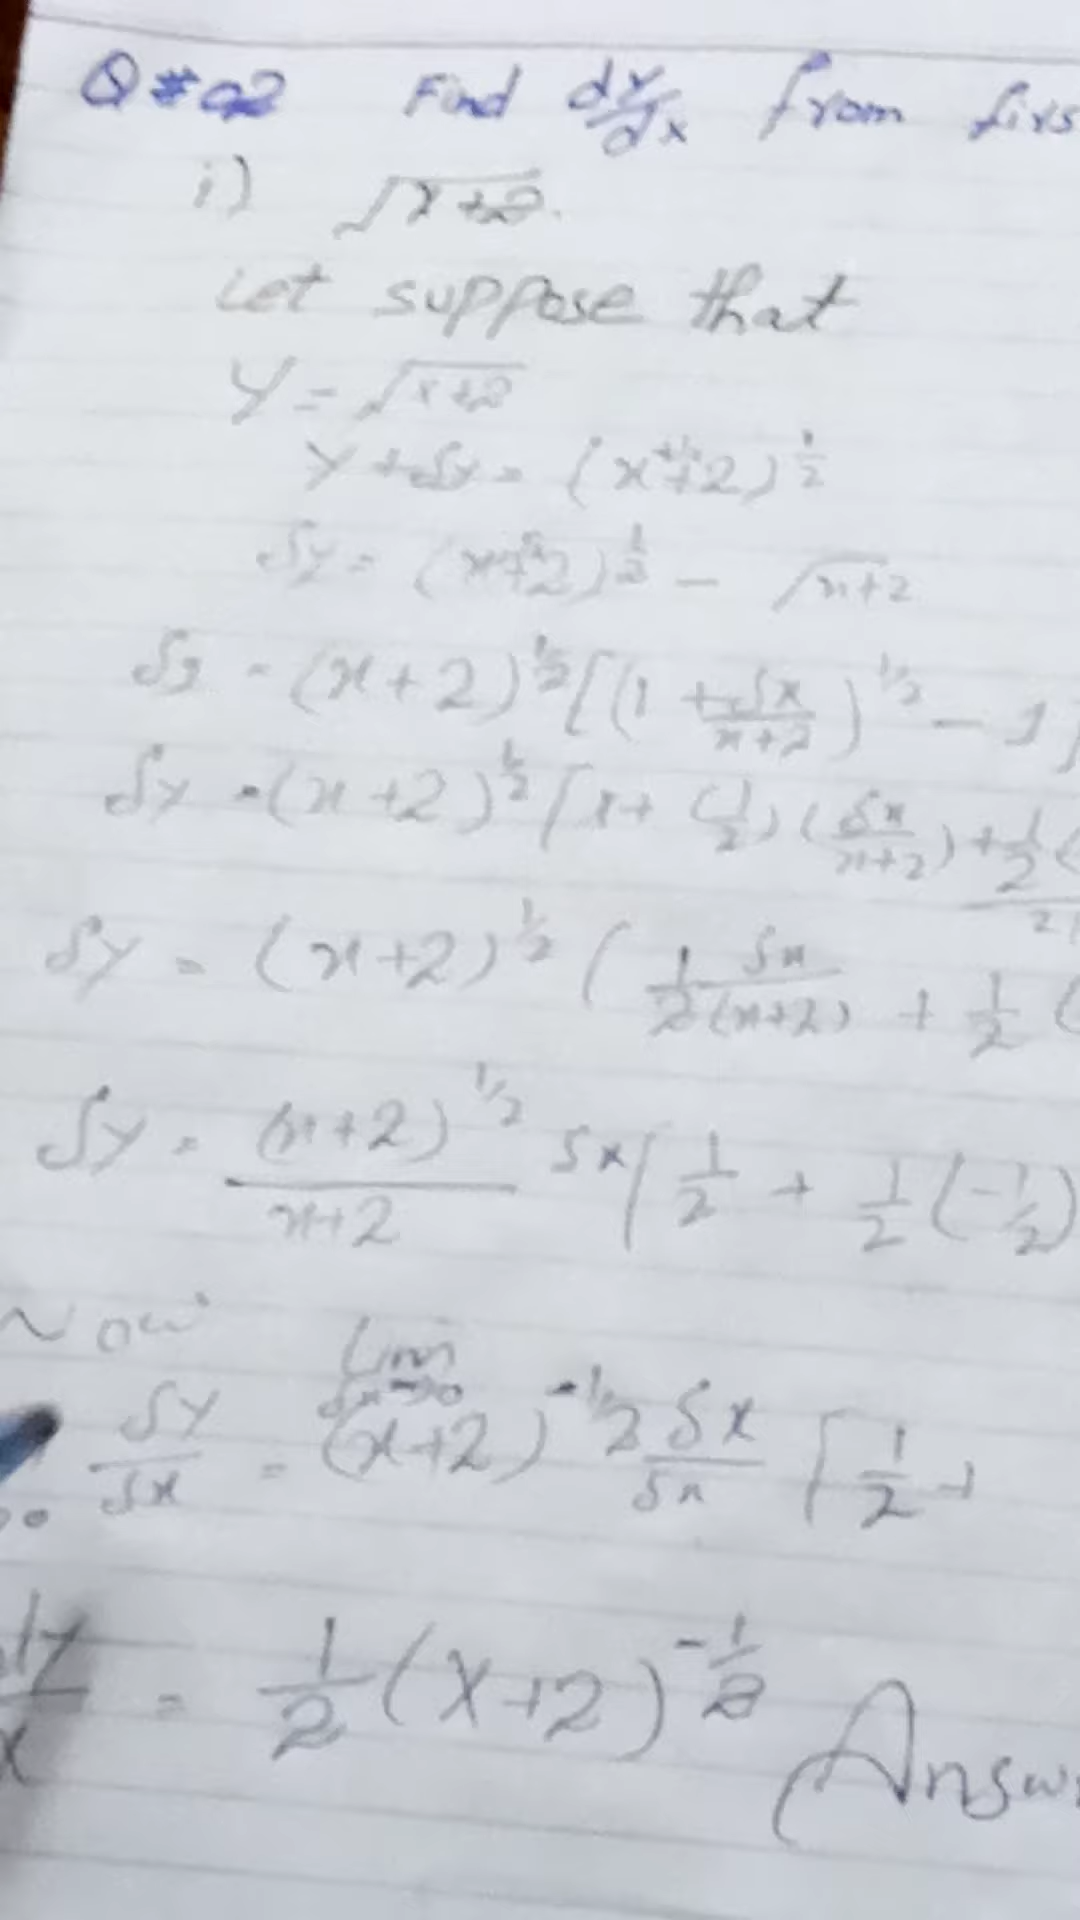 Q # 02 Find dy/dx from firs
i) √x+2.
Let suppose that
Y = √x+2
Y + δy = (x + 2)^1/2
δy = (x + 2)^1/2 - √x+2
δy = (x+2)^1/2 [(1 + δx/x+2)^1/2 - 1]
δy = (x+2)^1/2 [1 + (1/2)(δx/x+2) + 1/2(
δy = (x+2)^1/2 (1/2 δx/(x+2) + 1/2 (
δy = (x+2)^1/2/x+2 δx [1/2 + 1/2(-1/2)
Now
δy/δx = Lim δx→0 (x+2)^-1/2 δx/δx [1/2 +
dy/x = 1/2 (x+2)^-1/2 Answ